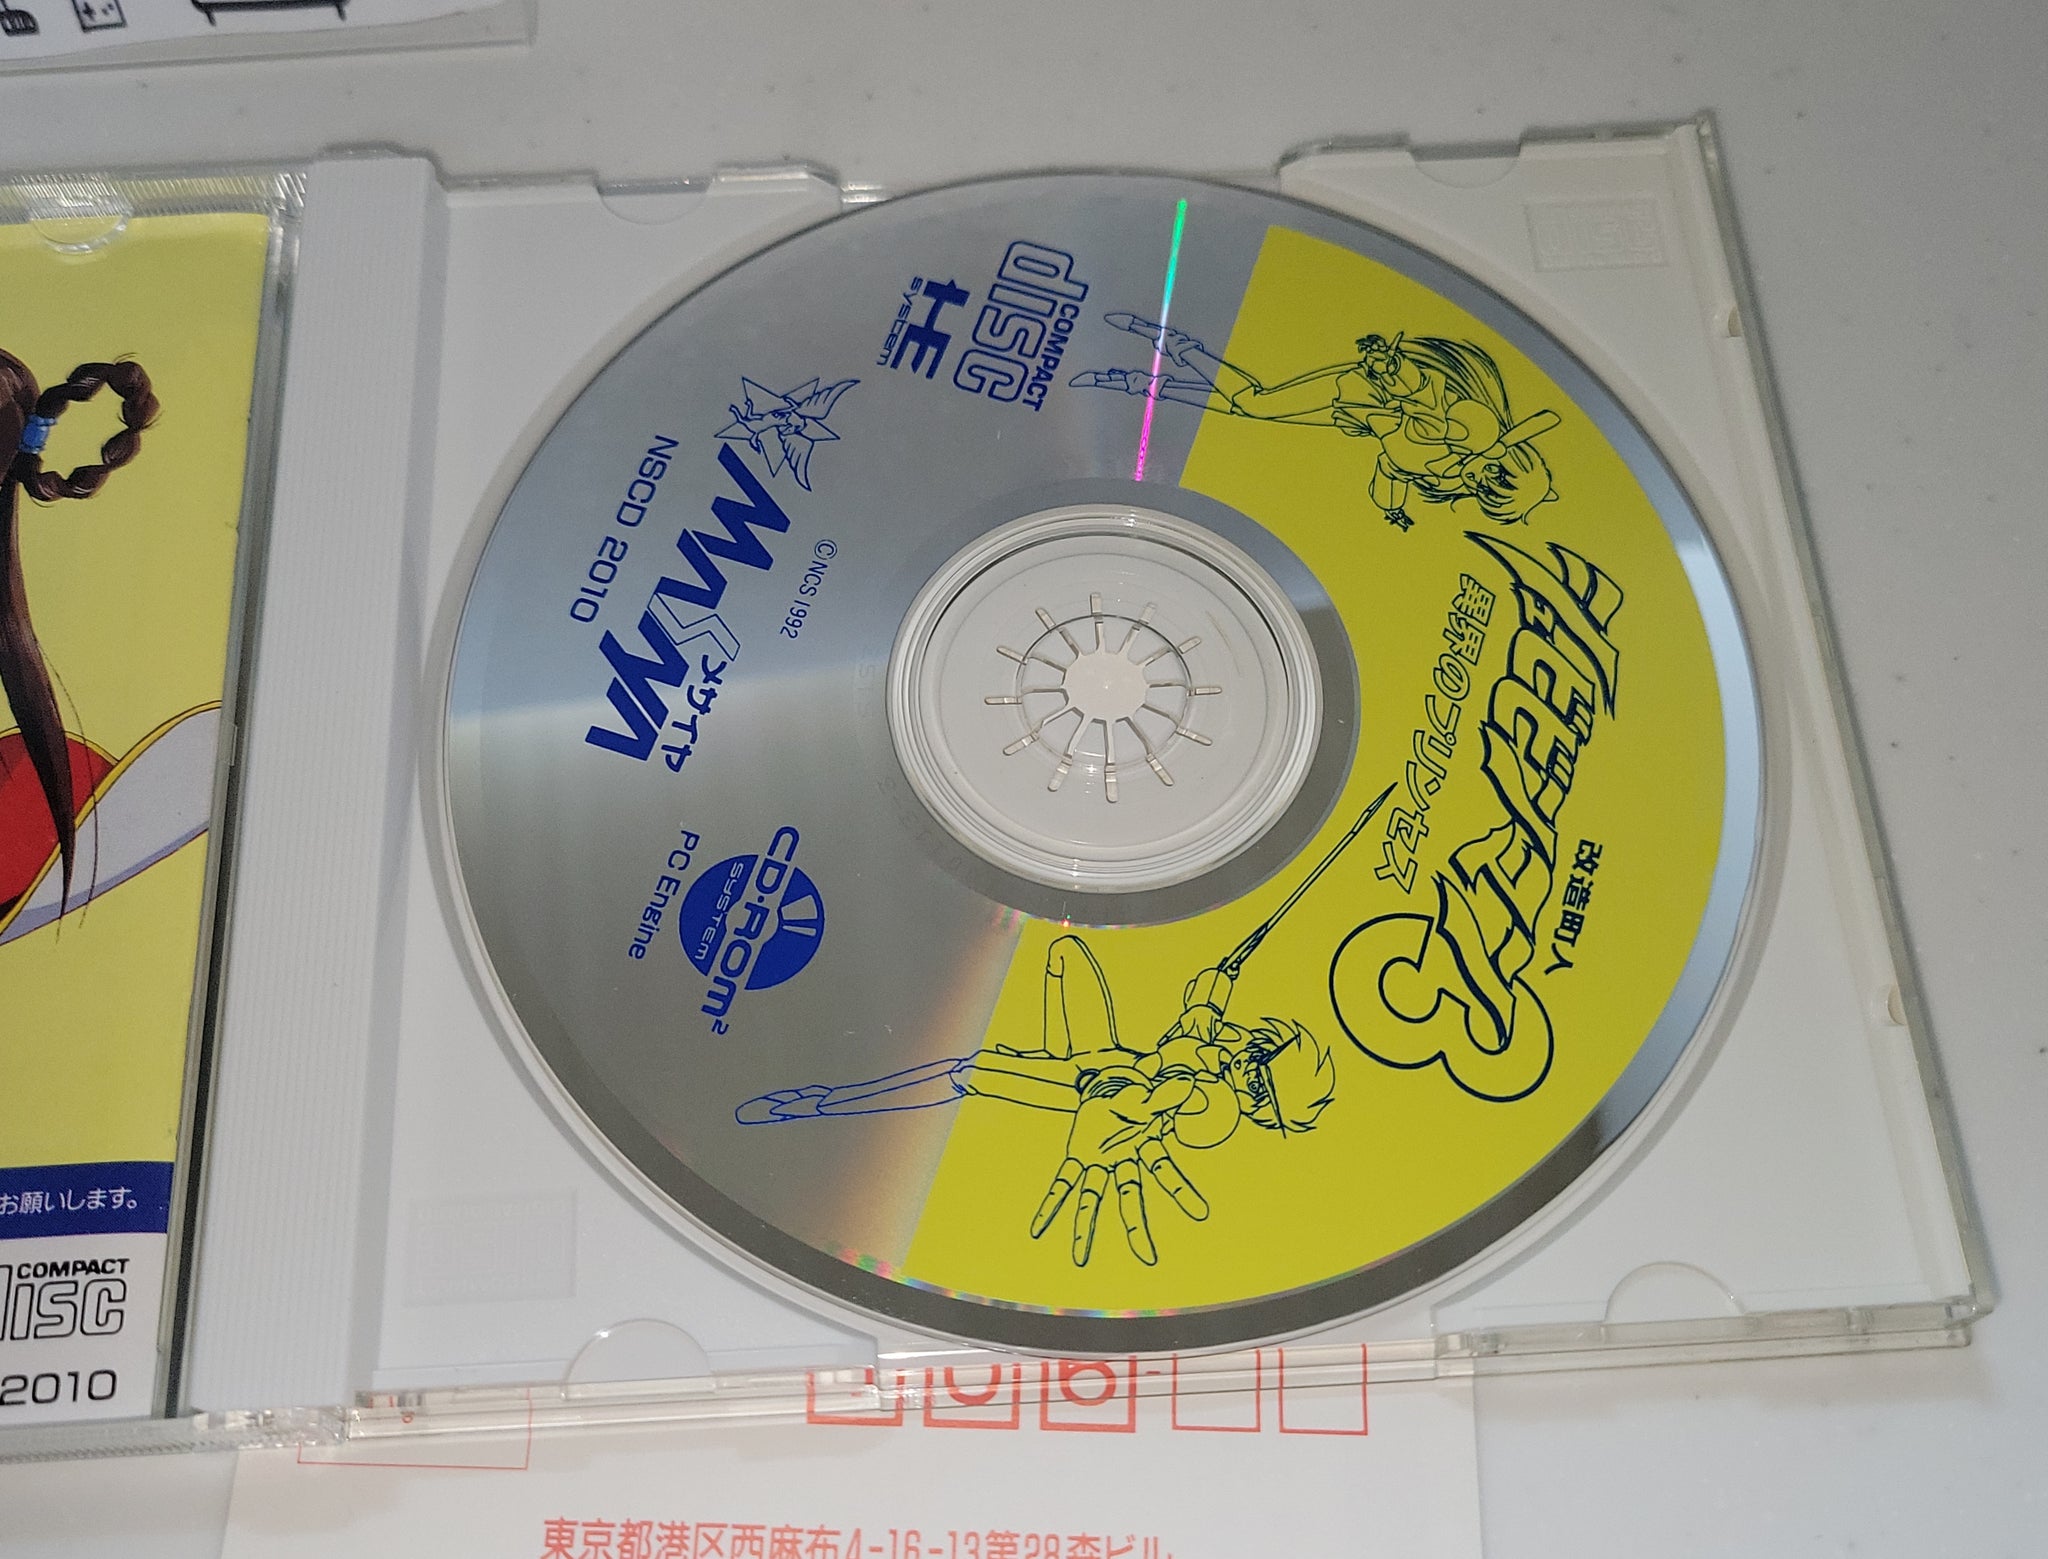 改造町人
シュビビンマン3
異界のプリンセス
COMPACT
disc
HE
system
MASAYA
メサイヤ
NSCD 2010
©NCS 1992
CD-ROM²
SYSTEM
PC Engine
お願いします。
COMPACT
disc
2010
106-
東京都港区西麻布4-16-13第28森ビル